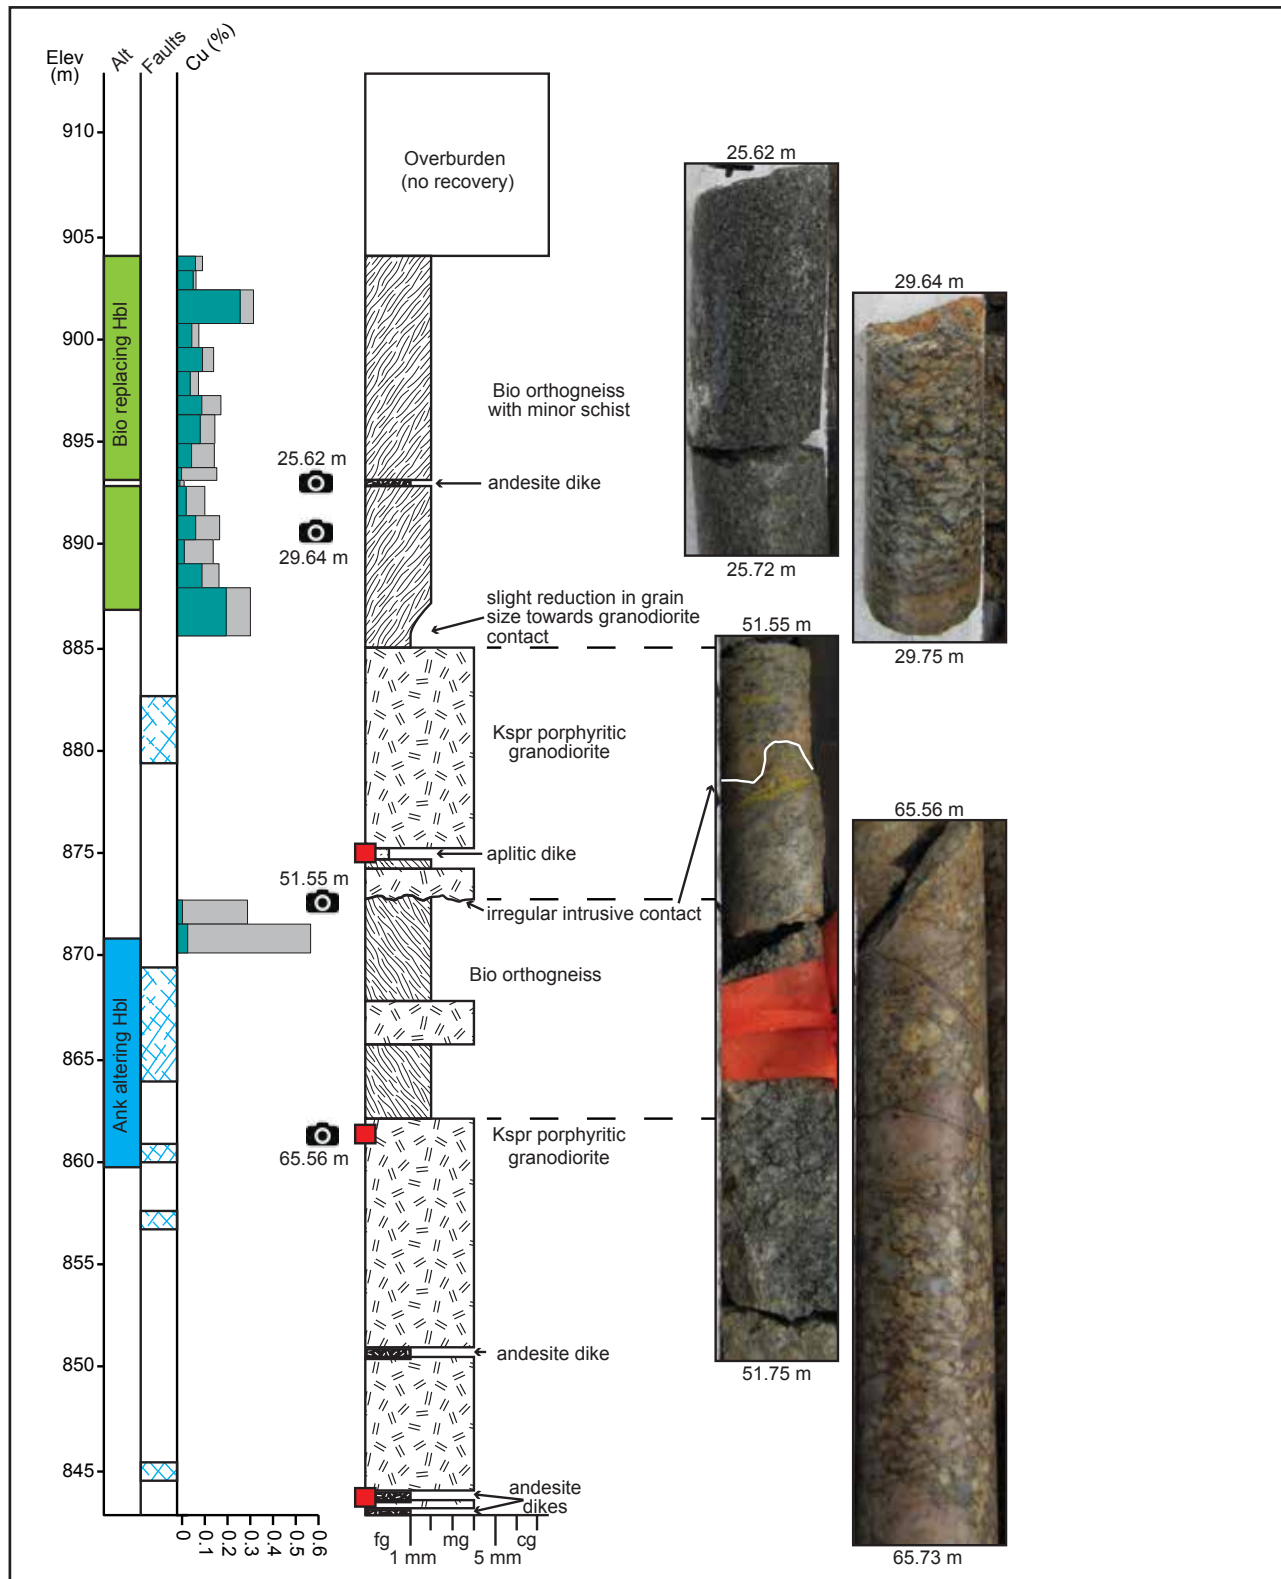 Elev
(m)
Alt
Faults
Cu (%)
910
905
900
895
890
885
880
875
870
865
860
855
850
845
Bio replacing Hbl
Ank altering Hbl
0
0.1
0.2
0.3
0.4
0.5
0.6
25.62 m
29.64 m
51.55 m
65.56 m
Overburden
(no recovery)
Bio orthogneiss
with minor schist
andesite dike
slight reduction in grain
size towards granodiorite
contact
Kspr porphyritic
granodiorite
aplitic dike
irregular intrusive contact
Bio orthogneiss
Kspr porphyritic
granodiorite
andesite dike
andesite
dikes
fg
mg
cg
1 mm
5 mm
25.62 m
25.72 m
29.64 m
29.75 m
51.55 m
51.75 m
65.56 m
65.73 m